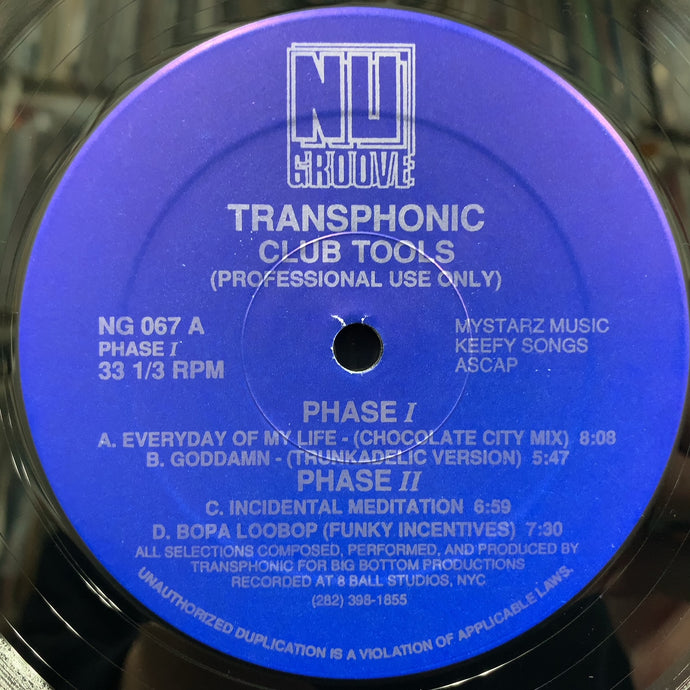 NU
GROOVE
TRANSPHONIC
CLUB TOOLS
(PROFESSIONAL USE ONLY)
NG 067 A
PHASE I
33 1/3 RPM
MYSTARZ MUSIC
KEEFY SONGS
ASCAP
PHASE I
A. EVERYDAY OF MY LIFE - (CHOCOLATE CITY MIX) 8:08
B. GODDAMN - (TRUNKADELIC VERSION) 5:47
PHASE II
C. INCIDENTAL MEDITATION 6:59
D. BOPA LOOBOP (FUNKY INCENTIVES) 7:30
ALL SELECTIONS COMPOSED, PERFORMED, AND PRODUCED BY
TRANSPHONIC FOR BIG BOTTOM PRODUCTIONS
RECORDED AT 8 BALL STUDIOS, NYC
(282) 398-1855
UNAUTHORIZED DUPLICATION IS A VIOLATION OF APPLICABLE LAWS.